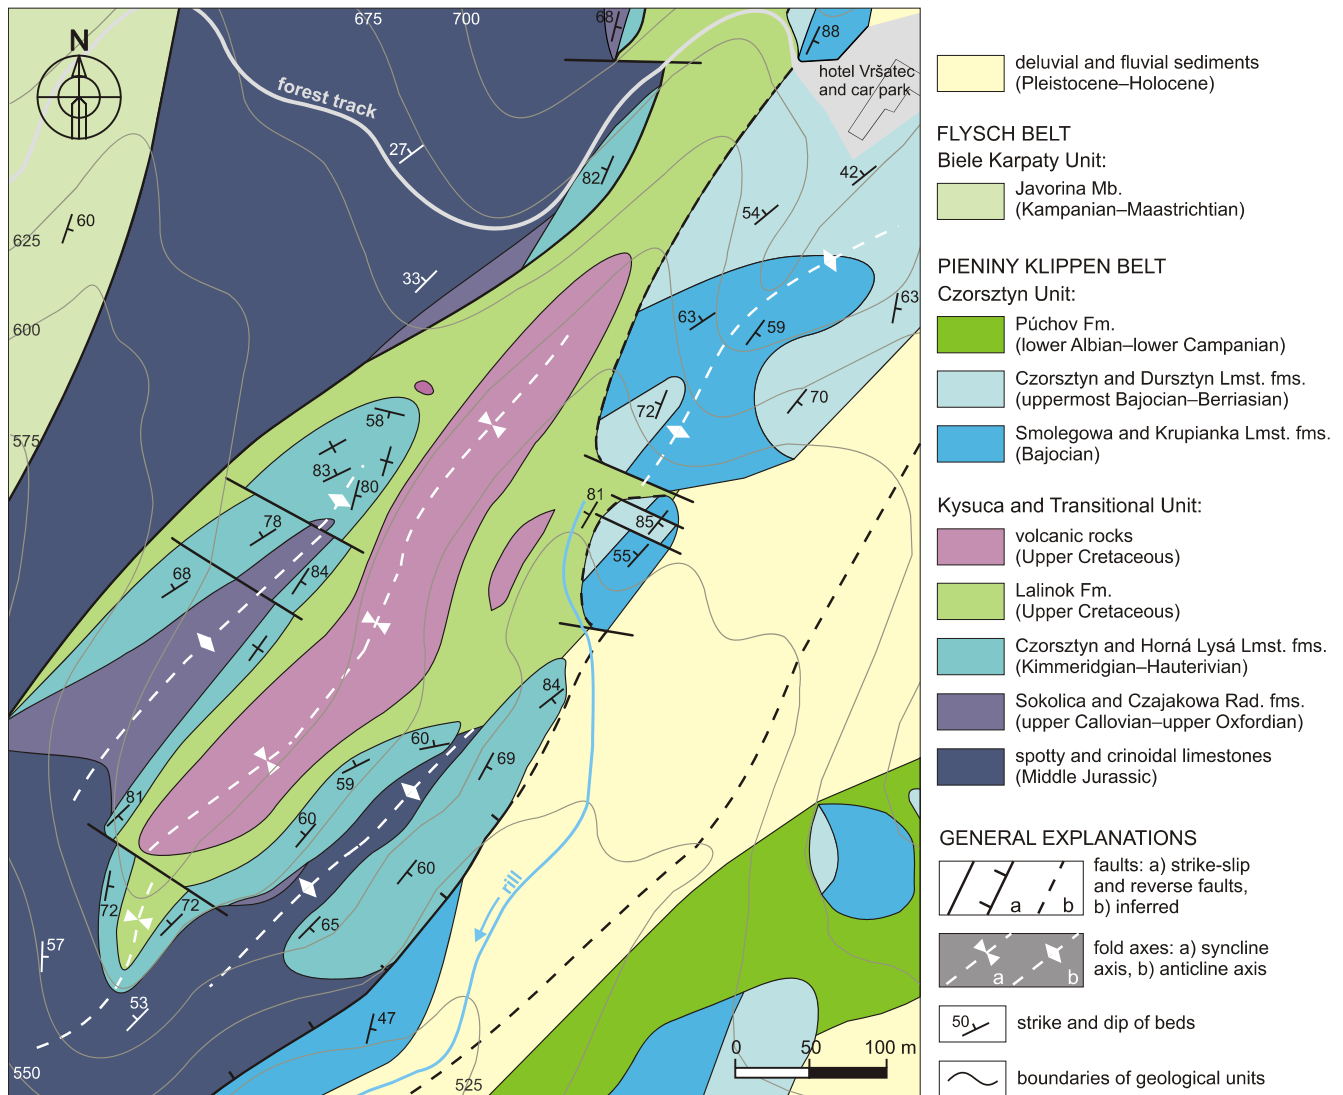 675
700
68
88
N
hotel Vršatec
and car park
forest track
27
82
42
54
60
625
33
63
63
59
600
72
70
58
575
83
80
81
78
85
55
68
84
84
60
69
59
81
60
60
72
72
65
57
53
47
rill
550
525
0 50 100 m
deluvial and fluvial sediments
(Pleistocene–Holocene)
FLYSCH BELT
Biele Karpaty Unit:
Javorina Mb.
(Kampanian–Maastrichtian)
PIENINY KLIPPEN BELT
Czorsztyn Unit:
Púchov Fm.
(lower Albian–lower Campanian)
Czorsztyn and Dursztyn Lmst. fms.
(uppermost Bajocian–Berriasian)
Smolegowa and Krupianka Lmst. fms.
(Bajocian)
Kysuca and Transitional Unit:
volcanic rocks
(Upper Cretaceous)
Lalinok Fm.
(Upper Cretaceous)
Czorsztyn and Horná Lysá Lmst. fms.
(Kimmeridgian–Hauterivian)
Sokolica and Czajakowa Rad. fms.
(upper Callovian–upper Oxfordian)
spotty and crinoidal limestones
(Middle Jurassic)
GENERAL EXPLANATIONS
a b
faults: a) strike-slip
and reverse faults,
b) inferred
a b
fold axes: a) syncline
axis, b) anticline axis
50
strike and dip of beds
boundaries of geological units